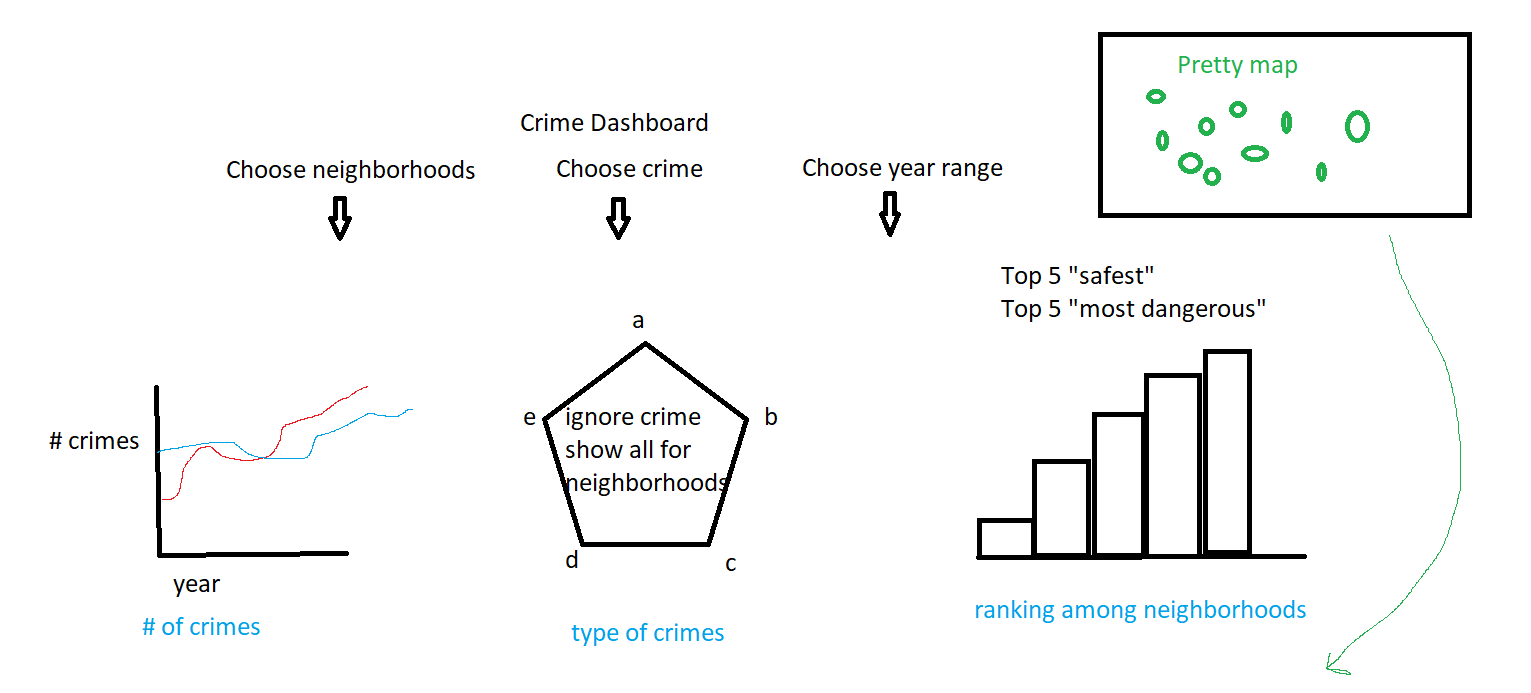 Pretty map
Crime Dashboard
Choose neighborhoods
Choose crime
Choose year range
Top 5 "safest"
Top 5 "most dangerous"
# crimes
year
# of crimes
a
b
c
d
e
ignore crime
show all for
neighborhoods
type of crimes
ranking among neighborhoods